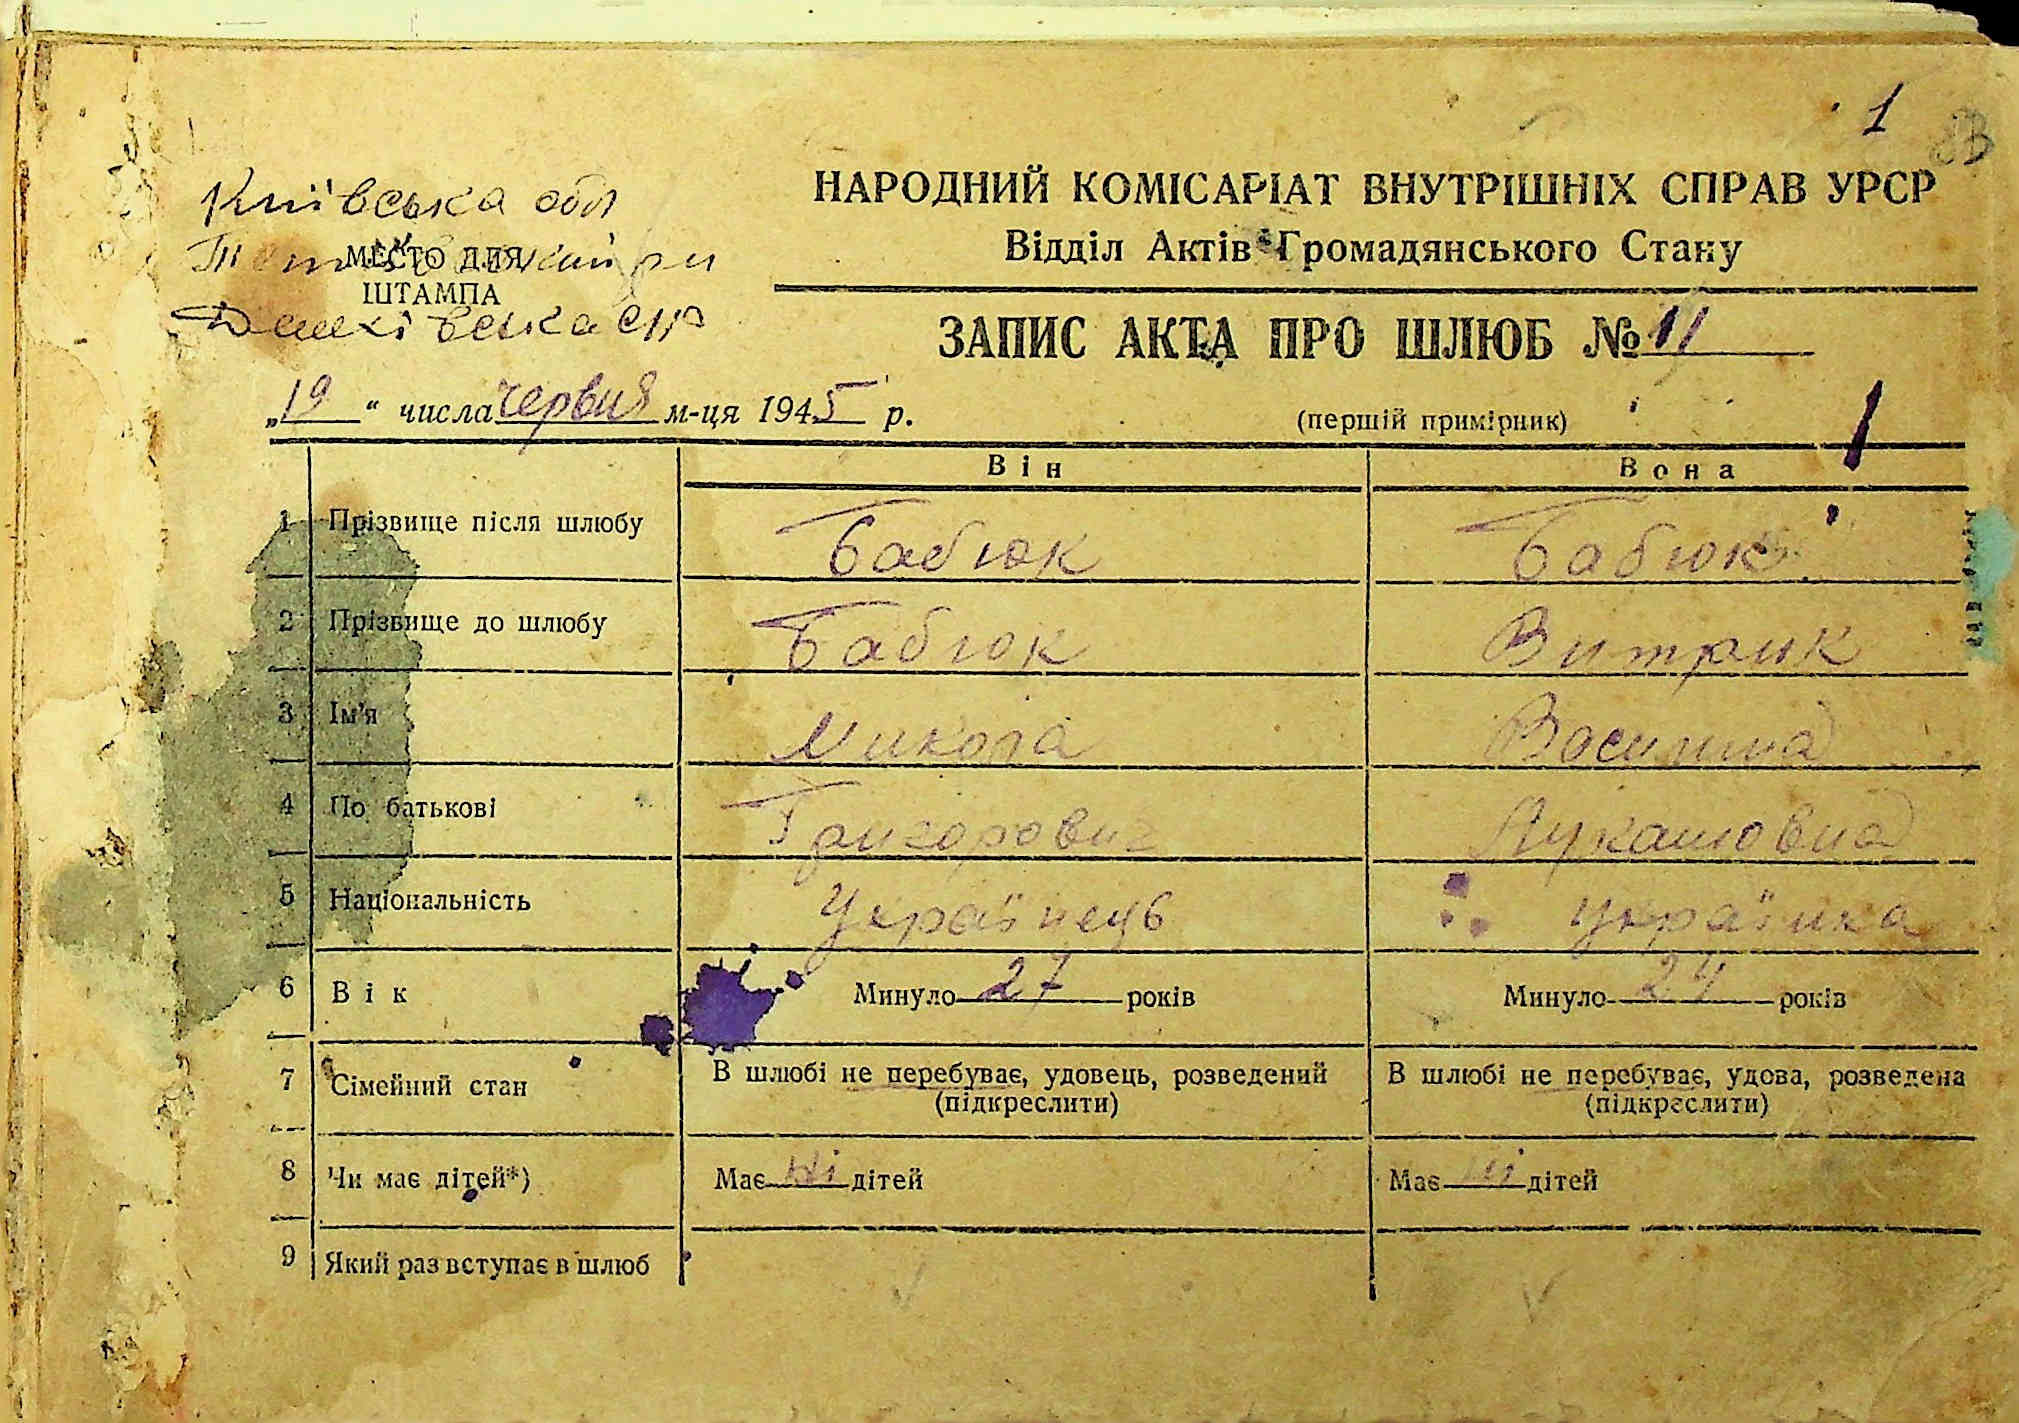 1
Київська обл
НАРОДНИЙ КОМІСАРІАТ ВНУТРІШНІХ СПРАВ УРСР
Відділ Актів Громадянського Стану
МЕСТО ДЛЯ
ШТАМПА
ЗАПИС АКТА ПРО ШЛЮБ № 11
„19“ числа червня м-ця 1945 р.
(перший примірник)
1
Він Вона
1 Прізвище після шлюбу Бабюк Бабюк
2 Прізвище до шлюбу Бабюк Витрик
3 Ім'я Микола Василина
4 По батькові Григорович Лукашовна
5 Національність Українець Українка
6 Вік Минуло 27 років Минуло 24 років
7 Сімейний стан В шлюбі не перебуває, удовець, розведений В шлюбі не перебуває, удова, розведена
(підкреслити) (підкреслити)
8 Чи має дітей*) Має ні дітей Має ні дітей
9 Який раз вступає в шлюб